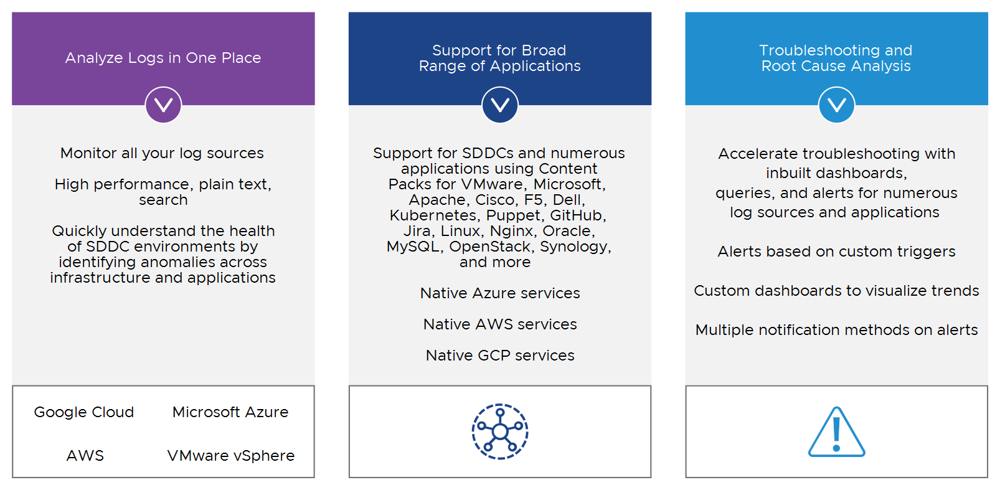 Analyze Logs in One Place
Monitor all your log sources
High performance, plain text,
search
Quickly understand the health
of SDDC environments by
identifying anomalies across
infrastructure and applications
Google Cloud
Microsoft Azure
AWS
VMware vSphere
Support for Broad
Range of Applications
Support for SDDCs and numerous
applications using Content
Packs for VMware, Microsoft,
Apache, Cisco, F5, Dell,
Kubernetes, Puppet, GitHub,
Jira, Linux, Nginx, Oracle,
MySQL, OpenStack, Synology,
and more
Native Azure services
Native AWS services
Native GCP services
Troubleshooting and
Root Cause Analysis
Accelerate troubleshooting with
inbuilt dashboards,
queries, and alerts for numerous
log sources and applications
Alerts based on custom triggers
Custom dashboards to visualize trends
Multiple notification methods on alerts